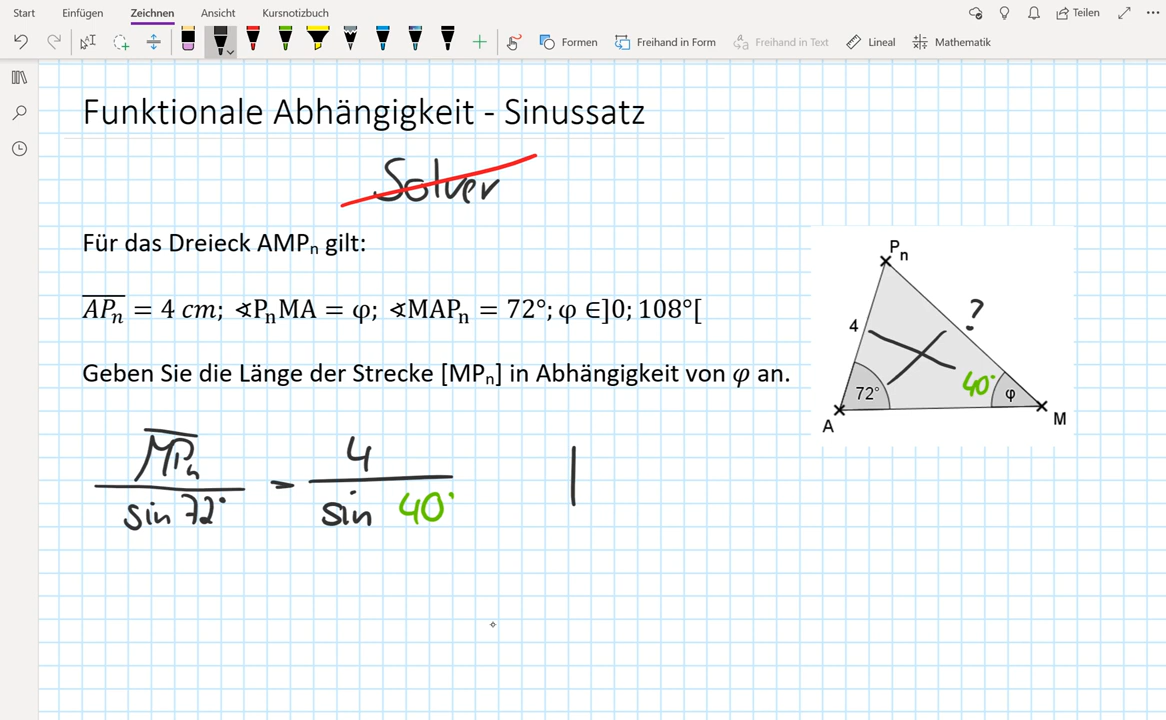 Start Einfügen Zeichnen Ansicht Kursnotizbuch Teilen
Formen Freihand in Form Freihand in Text Lineal Mathematik
Funktionale Abhängigkeit - Sinussatz
Solver
Für das Dreieck AMPₙ gilt:
A͞Pₙ = 4 cm; ∢PₙMA = φ; ∢MAPₙ = 72°; φ ∈]0; 108°[
Geben Sie die Länge der Strecke [MPₙ] in Abhängigkeit von φ an.
Pₙ
?
4
72°
40°
φ
A
M
M͞Pₙ / sin 72° = 4 / sin 40° |